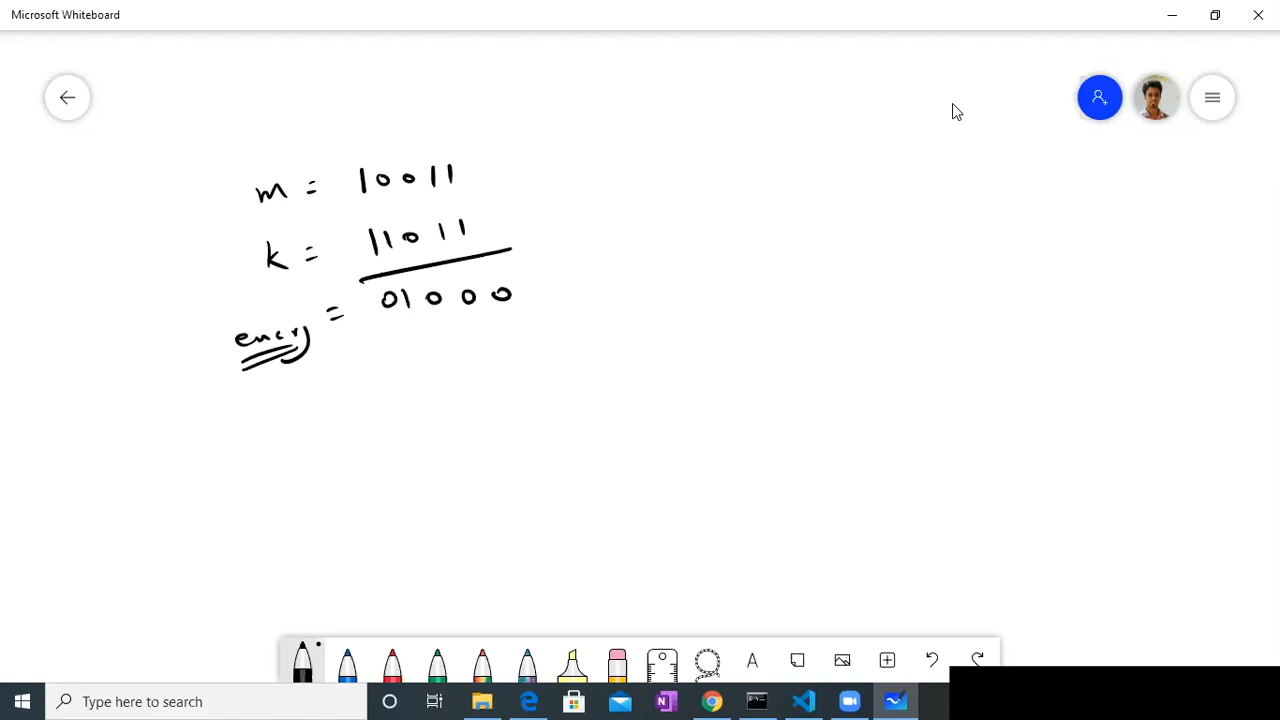 Microsoft Whiteboard
m = 10011
k = 11011
encry = 01000
A
Type here to search